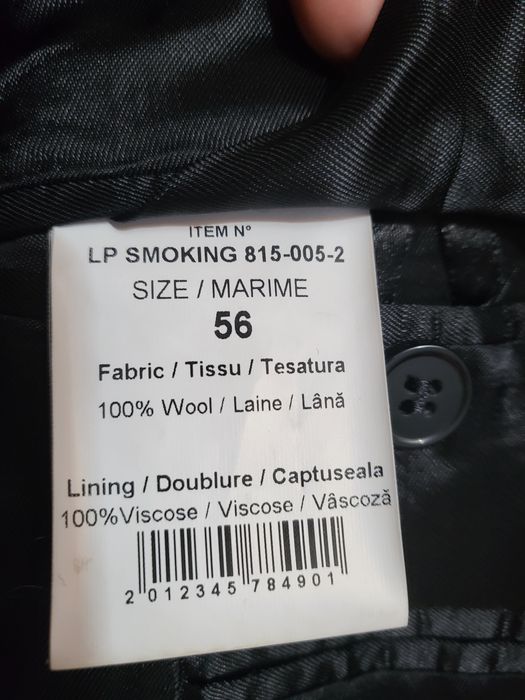 ITEM N°
LP SMOKING 815-005-2
SIZE / MARIME
56
Fabric / Tissu / Tesatura
100% Wool / Laine / Lână
Lining / Doublure / Captuseala
100%Viscose / Viscose / Vâscoză
2 012345 784901